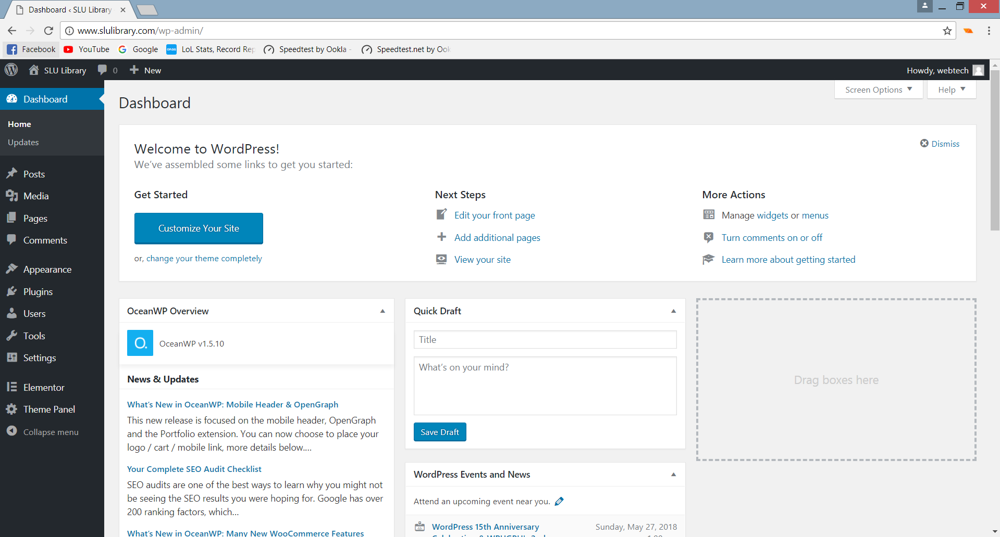 Dashboard ‹ SLU Library
www.slulibrary.com/wp-admin/
Facebook YouTube Google LoL Stats, Record Rep Speedtest by Ookla - Speedtest.net by Ook
SLU Library 0 New
Howdy, webtech
Screen Options Help
Dashboard
Home
Updates
Posts
Media
Pages
Comments
Appearance
Plugins
Users
Tools
Settings
Elementor
Theme Panel
Collapse menu
Dashboard
Welcome to WordPress!
We've assembled some links to get you started:
Dismiss
Get Started
Customize Your Site
or, change your theme completely
Next Steps
Edit your front page
Add additional pages
View your site
More Actions
Manage widgets or menus
Turn comments on or off
Learn more about getting started
OceanWP Overview
O.
OceanWP v1.5.10
News & Updates
What's New in OceanWP: Mobile Header & OpenGraph
This new release is focused on the mobile header, OpenGraph
and the Portfolio extension. You can now choose to place your
logo / cart / mobile link, more details below....
Your Complete SEO Audit Checklist
SEO audits are one of the best ways to learn why you might not
be seeing the SEO results you were hoping for. Google has over
200 ranking factors, which...
What's New in OceanWP: Many New WooCommerce Features
Quick Draft
Title
What's on your mind?
Save Draft
WordPress Events and News
Attend an upcoming event near you.
WordPress 15th Anniversary
Sunday, May 27, 2018
Drag boxes here